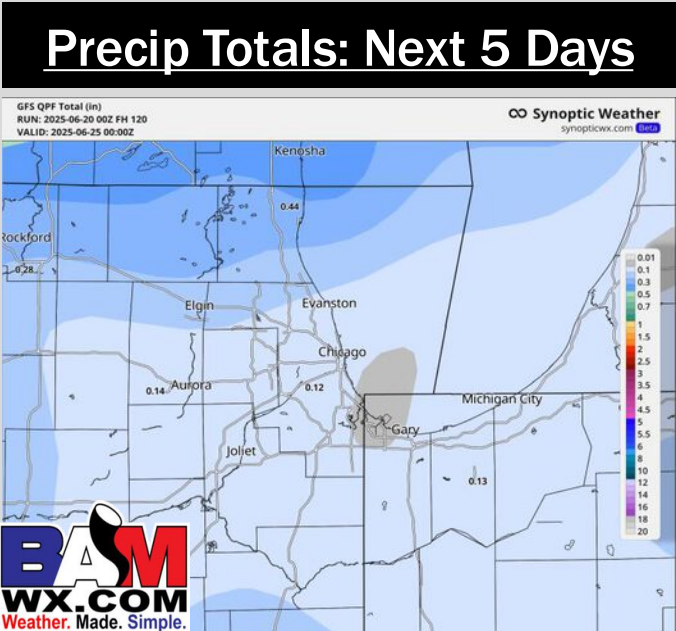 Precip Totals: Next 5 Days
GFS QPF Total (in)
RUN: 2025-06-20 00Z FH 120
VALID: 2025-06-25 00:00Z
Synoptic Weather
synopticwx.com Beta
Kenosha
0.44
Rockford
0.28
Elgin
Evanston
Chicago
0.14
Aurora
0.12
Michigan City
Gary
Joliet
0.13
0.01
0.1
0.3
0.5
0.7
1
1.5
2
2.5
3
3.5
4
4.5
5
5.5
6
8
10
12
14
16
18
20
BAM
WX.COM
Weather. Made. Simple.